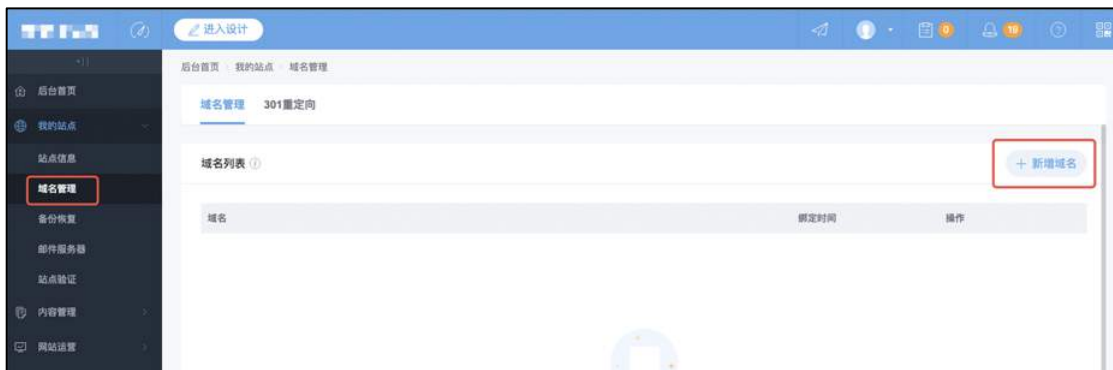 进入设计
0
19
后台首页
我的站点
站点信息
域名管理
备份恢复
邮件服务器
站点验证
内容管理
网站运营
后台首页 我的站点 域名管理
域名管理 301重定向
域名列表
+ 新增域名
域名 绑定时间 操作